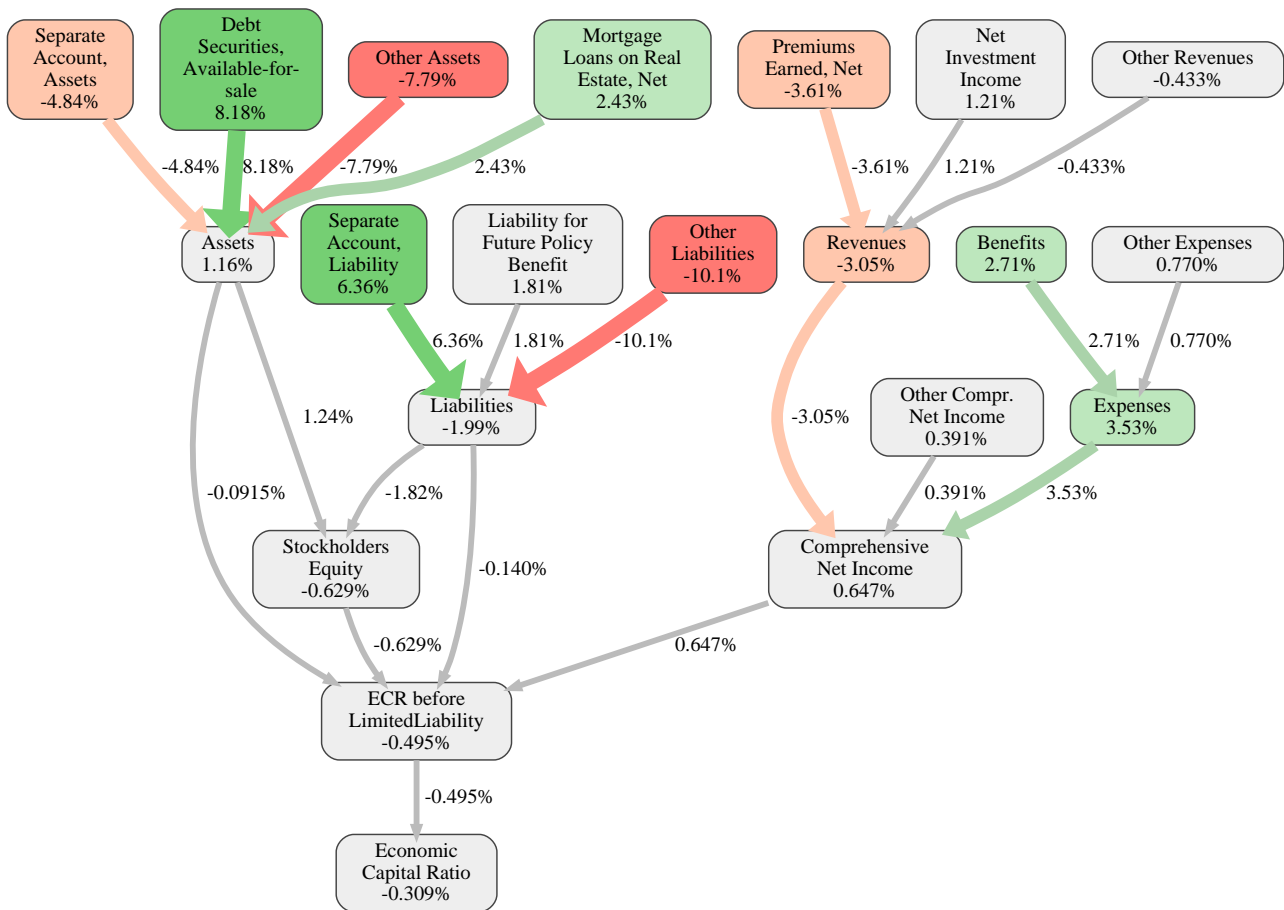 Separate
Account,
Assets
-4.84%
Debt
Securities,
Available-for-
sale
8.18%
Other Assets
-7.79%
Mortgage
Loans on Real
Estate, Net
2.43%
Premiums
Earned, Net
-3.61%
Net
Investment
Income
1.21%
Other Revenues
-0.433%
-4.84%
8.18%
-7.79%
2.43%
-3.61%
1.21%
-0.433%
Assets
1.16%
Separate
Account,
Liability
6.36%
Liability for
Future Policy
Benefit
1.81%
Other
Liabilities
-10.1%
Revenues
-3.05%
Benefits
2.71%
Other Expenses
0.770%
6.36%
1.81%
-10.1%
2.71%
0.770%
1.24%
Liabilities
-1.99%
-3.05%
Other Compr.
Net Income
0.391%
Expenses
3.53%
-0.0915%
-1.82%
0.391%
3.53%
Stockholders
Equity
-0.629%
-0.140%
Comprehensive
Net Income
0.647%
-0.629%
0.647%
ECR before
LimitedLiability
-0.495%
-0.495%
Economic
Capital Ratio
-0.309%